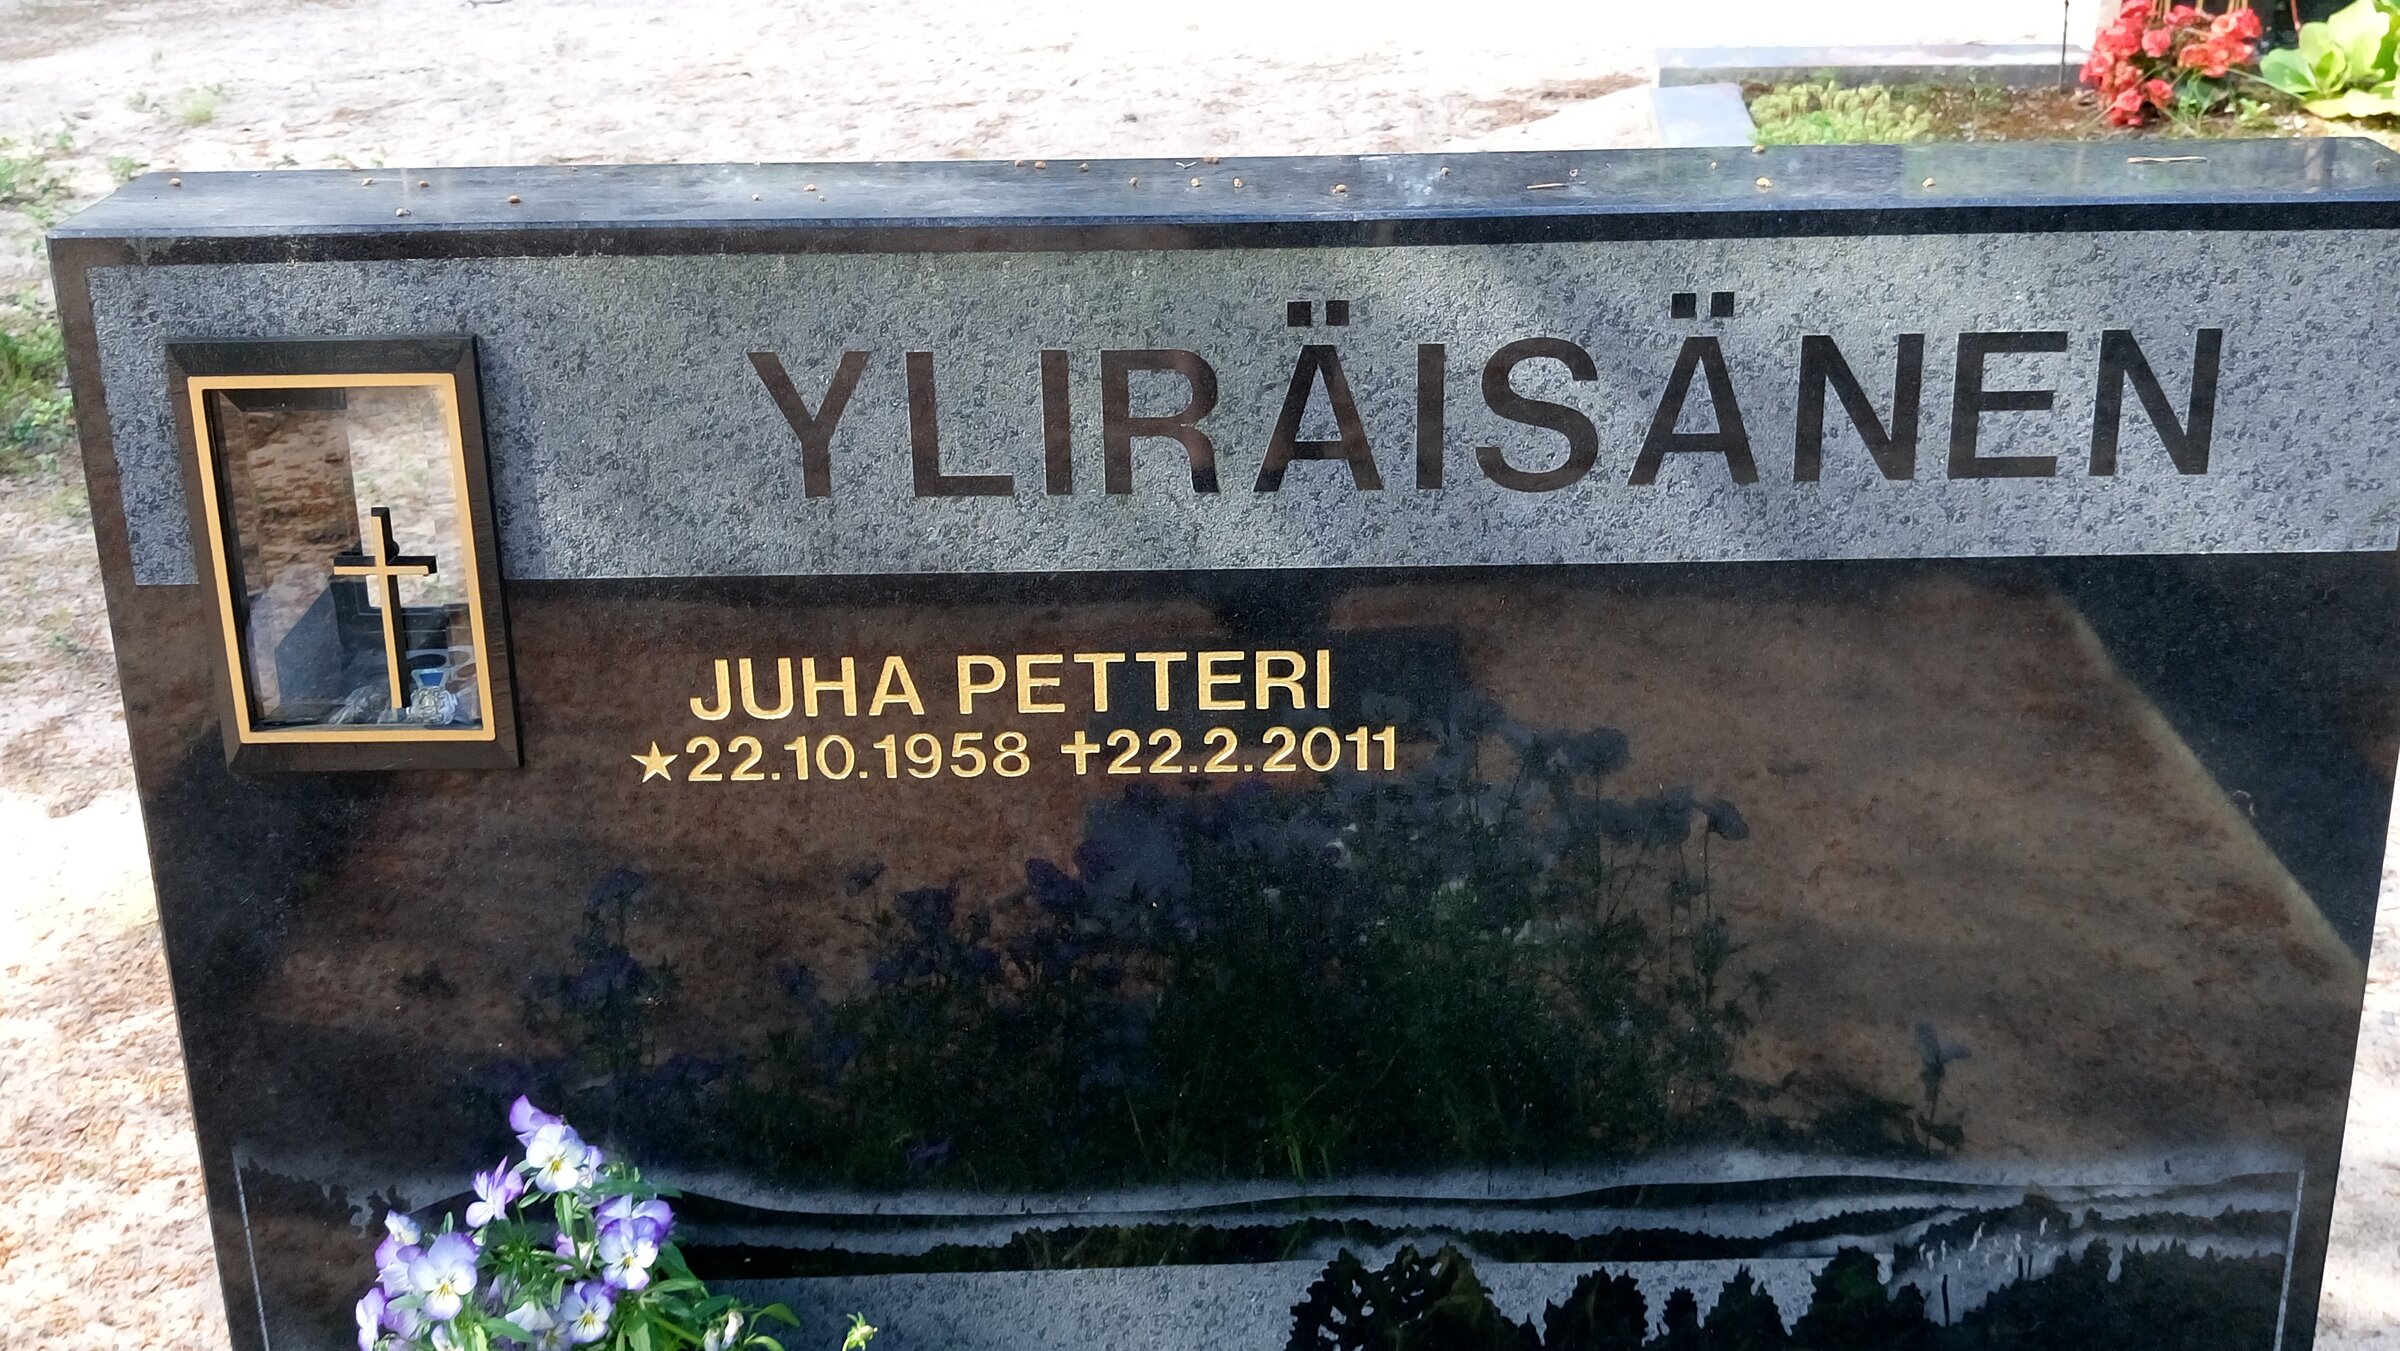 YLIRÄISÄNEN
JUHA PETTERI
★22.10.1958 ✝22.2.2011